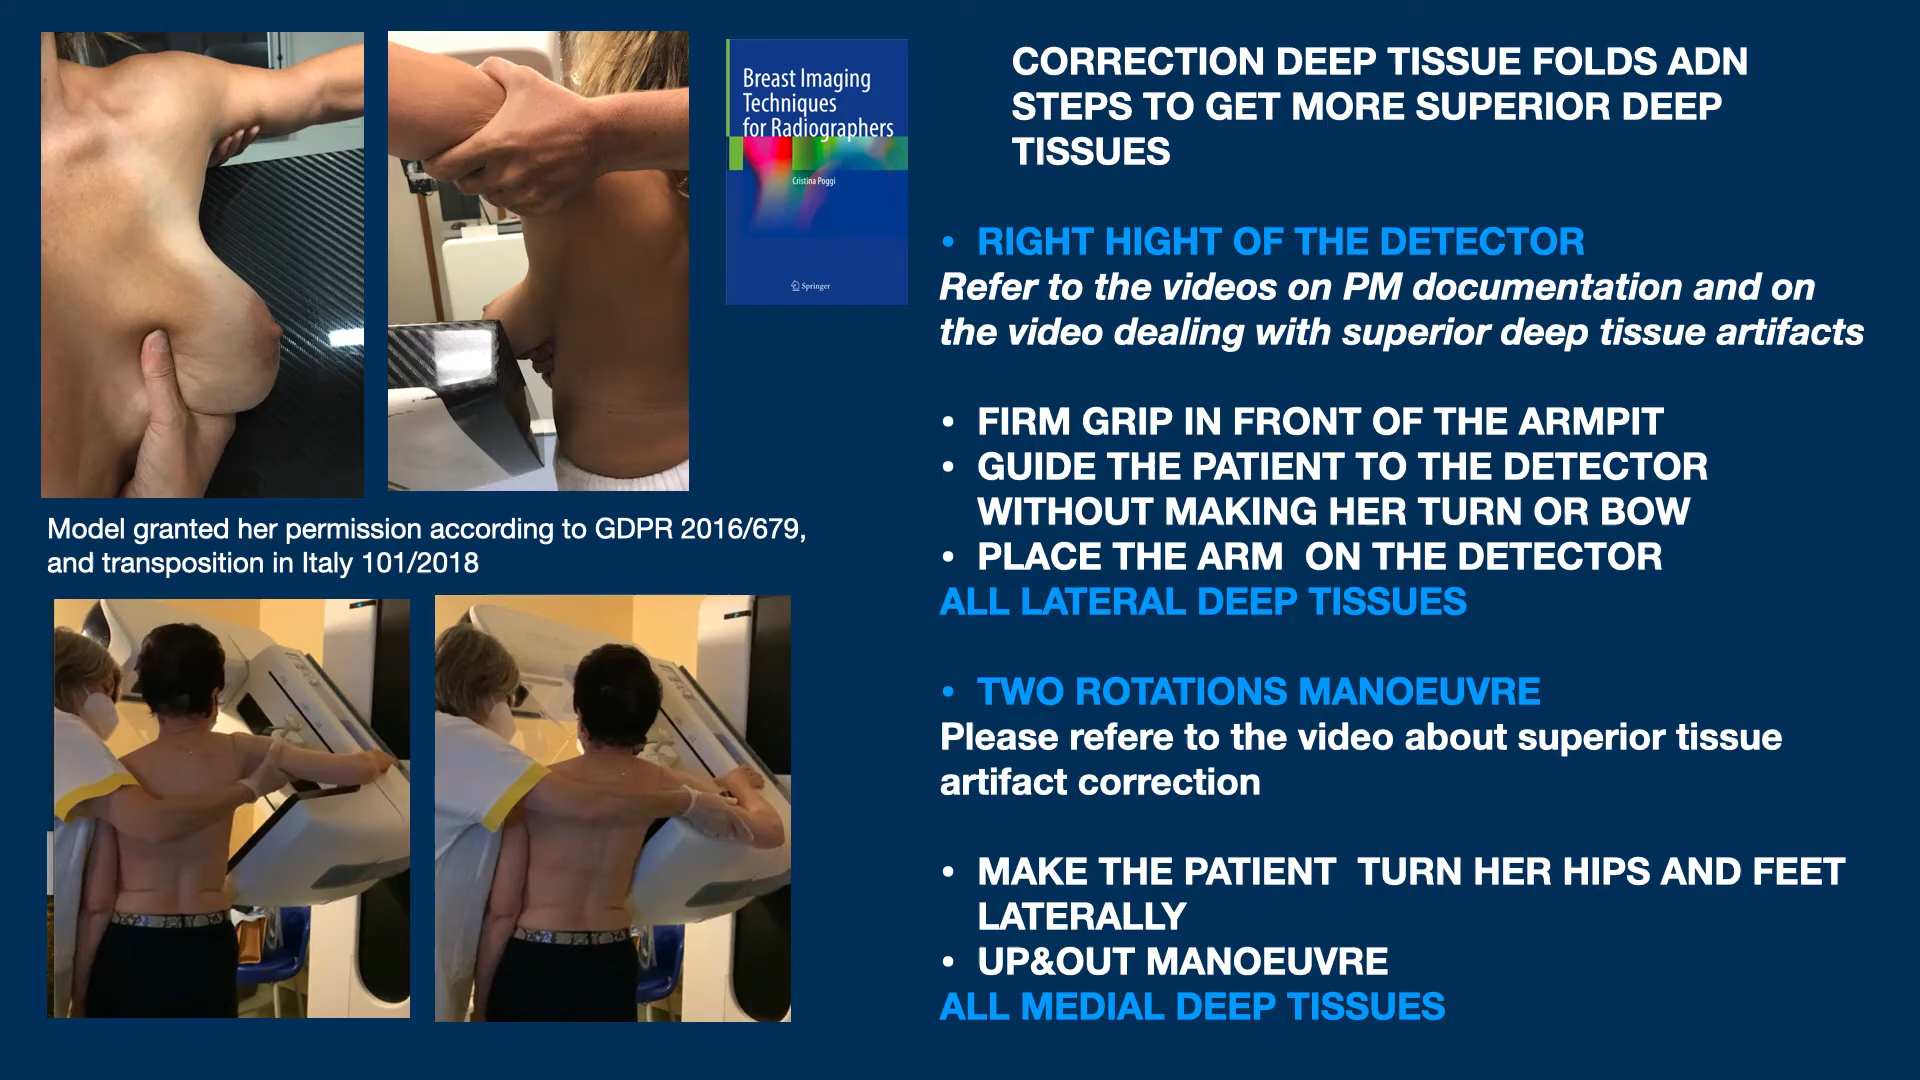 Breast Imaging
Techniques
for Radiographers
Cristina Poggi
Springer
Model granted her permission according to GDPR 2016/679,
and transposition in Italy 101/2018
CORRECTION DEEP TISSUE FOLDS ADN
STEPS TO GET MORE SUPERIOR DEEP
TISSUES
• RIGHT HIGHT OF THE DETECTOR
Refer to the videos on PM documentation and on
the video dealing with superior deep tissue artifacts
• FIRM GRIP IN FRONT OF THE ARMPIT
• GUIDE THE PATIENT TO THE DETECTOR
WITHOUT MAKING HER TURN OR BOW
• PLACE THE ARM  ON THE DETECTOR
ALL LATERAL DEEP TISSUES
• TWO ROTATIONS MANOEUVRE
Please refere to the video about superior tissue
artifact correction
• MAKE THE PATIENT  TURN HER HIPS AND FEET
LATERALLY
• UP&OUT MANOEUVRE
ALL MEDIAL DEEP TISSUES